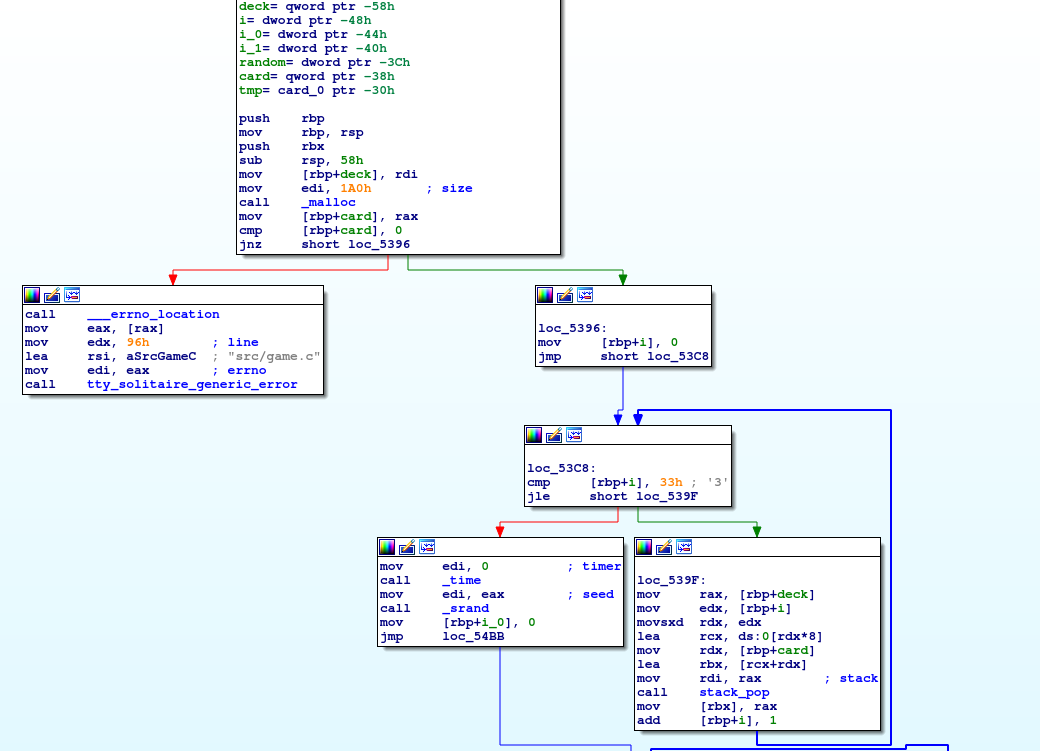 deck= qword ptr -58h
i= dword ptr -48h
i_0= dword ptr -44h
i_1= dword ptr -40h
random= dword ptr -3Ch
card= qword ptr -38h
tmp= card_0 ptr -30h
push rbp
mov rbp, rsp
push rbx
sub rsp, 58h
mov [rbp+deck], rdi
mov edi, 1A0h ; size
call _malloc
mov [rbp+card], rax
cmp [rbp+card], 0
jnz short loc_5396
call ___errno_location
mov eax, [rax]
mov edx, 96h ; line
lea rsi, aSrcGameC ; "src/game.c"
mov edi, eax ; errno
call tty_solitaire_generic_error
loc_5396:
mov [rbp+i], 0
jmp short loc_53C8
loc_53C8:
cmp [rbp+i], 33h ; '3'
jle short loc_539F
mov edi, 0 ; timer
call _time
mov edi, eax ; seed
call _srand
mov [rbp+i_0], 0
jmp loc_54BB
loc_539F:
mov rax, [rbp+deck]
mov edx, [rbp+i]
movsxd rdx, edx
lea rcx, ds:0[rdx*8]
mov rdx, [rbp+card]
lea rbx, [rcx+rdx]
mov rdi, rax ; stack
call stack_pop
mov [rbx], rax
add [rbp+i], 1